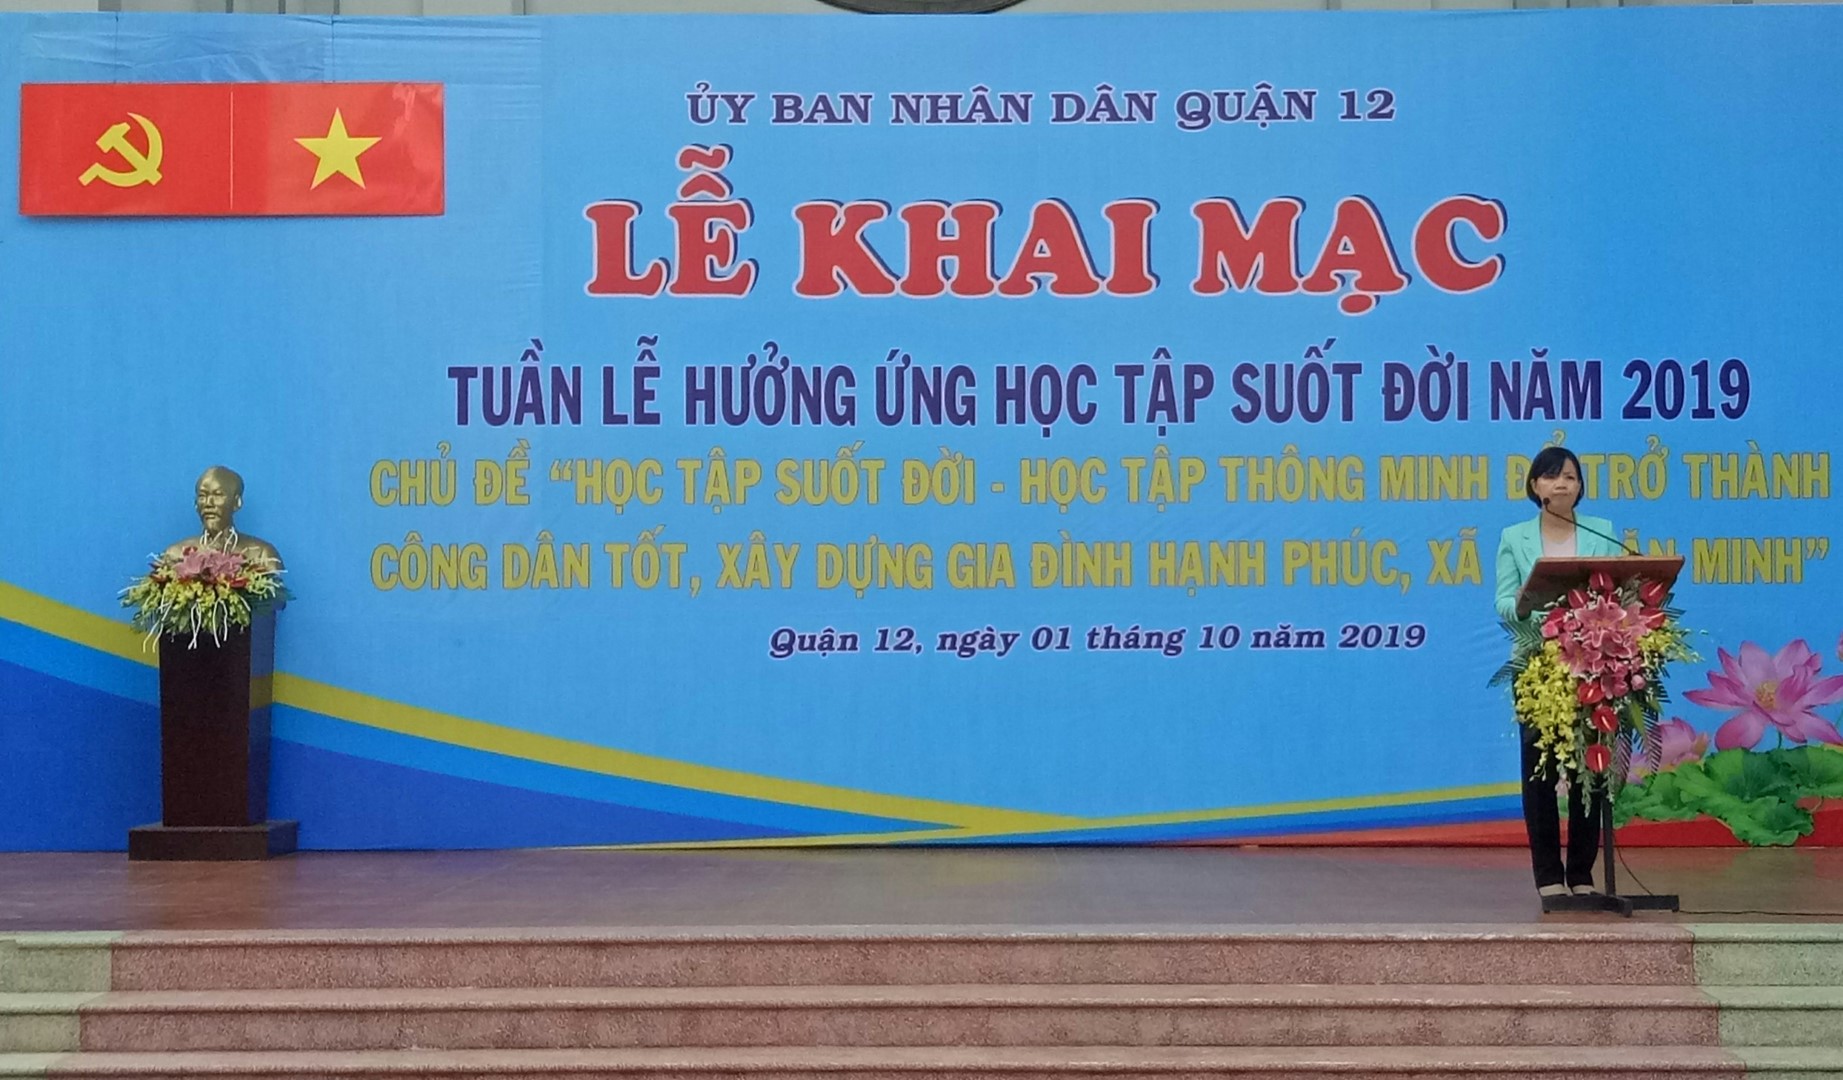 ỦY BAN NHÂN DÂN QUẬN 12
LỄ KHAI MẠC
TUẦN LỄ HƯỞNG ỨNG HỌC TẬP SUỐT ĐỜI NĂM 2019
CHỦ ĐỀ “HỌC TẬP SUỐT ĐỜI - HỌC TẬP THÔNG MINH ĐỂ TRỞ THÀNH
CÔNG DÂN TỐT, XÂY DỰNG GIA ĐÌNH HẠNH PHÚC, XÃ MINH”
Quận 12, ngày 01 tháng 10 năm 2019